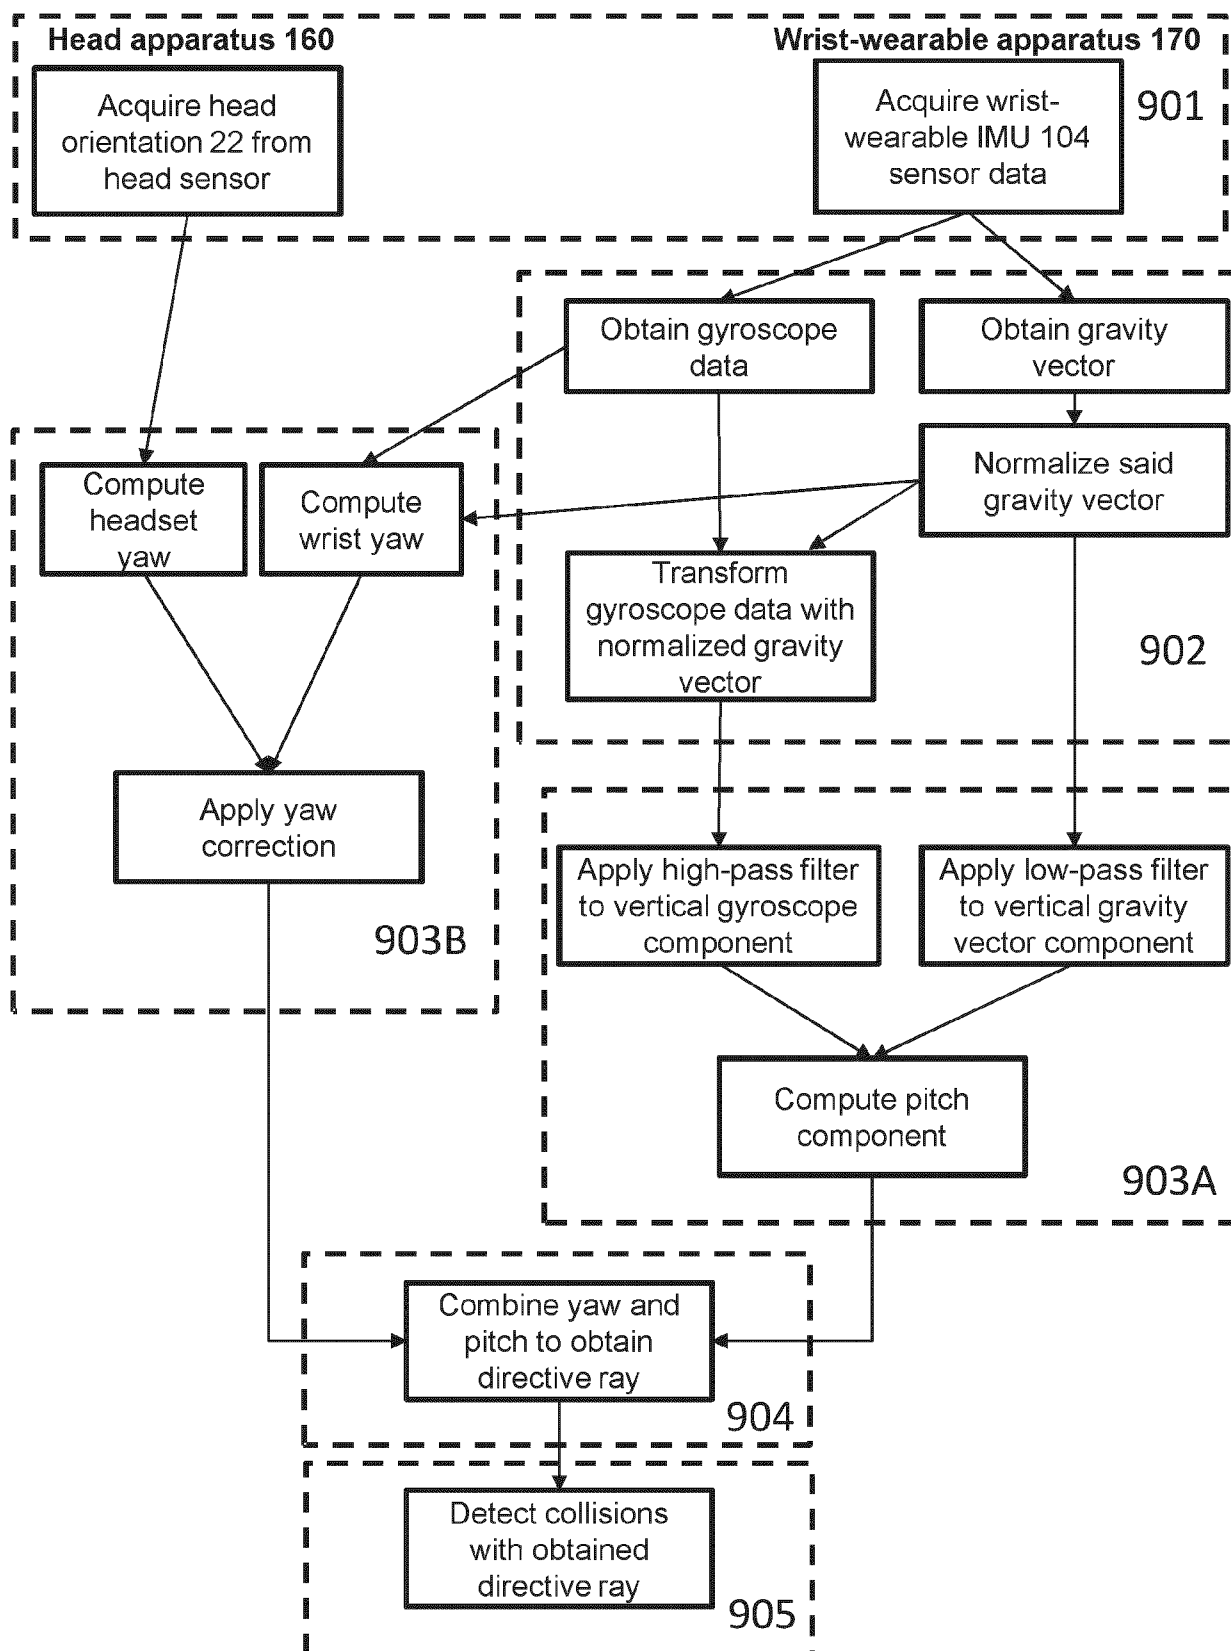 Head apparatus 160
Wrist-wearable apparatus 170
Acquire head
orientation 22 from
head sensor
Acquire wrist-
wearable IMU 104
sensor data
901
Obtain gyroscope
data
Obtain gravity
vector
Compute
headset
yaw
Compute
wrist yaw
Normalize said
gravity vector
Transform
gyroscope data with
normalized gravity
vector
902
Apply yaw
correction
903B
Apply high-pass filter
to vertical gyroscope
component
Apply low-pass filter
to vertical gravity
vector component
Compute pitch
component
903A
Combine yaw and
pitch to obtain
directive ray
904
Detect collisions
with obtained
directive ray
905